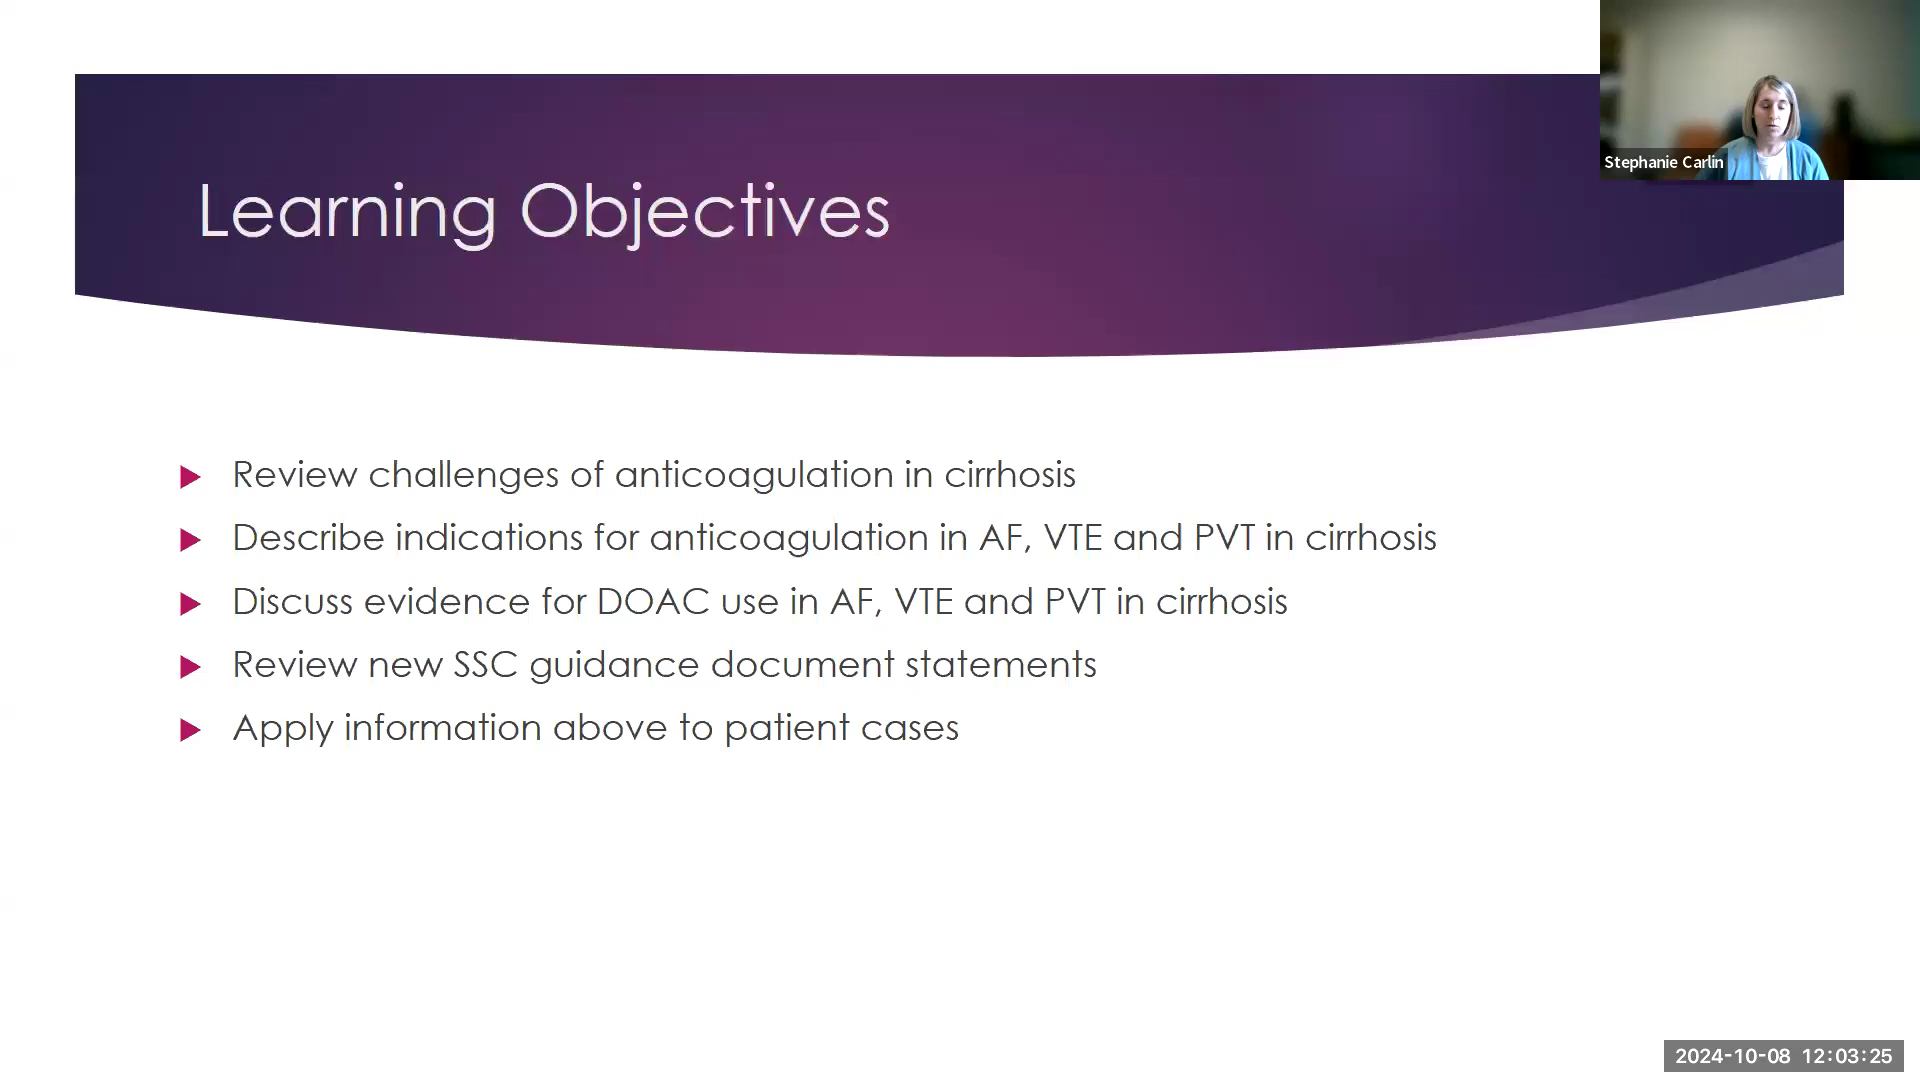 Stephanie Carlin
Learning Objectives
Review challenges of anticoagulation in cirrhosis
Describe indications for anticoagulation in AF, VTE and PVT in cirrhosis
Discuss evidence for DOAC use in AF, VTE and PVT in cirrhosis
Review new SSC guidance document statements
Apply information above to patient cases
2024-10-08 12:03:25